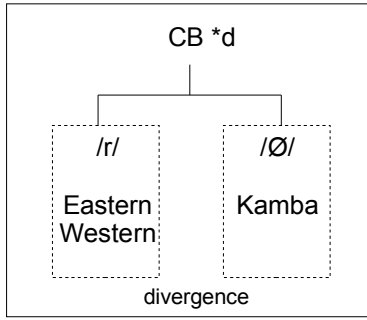 CB *d
/r/ /Ø/
Eastern Kamba
Western
divergence